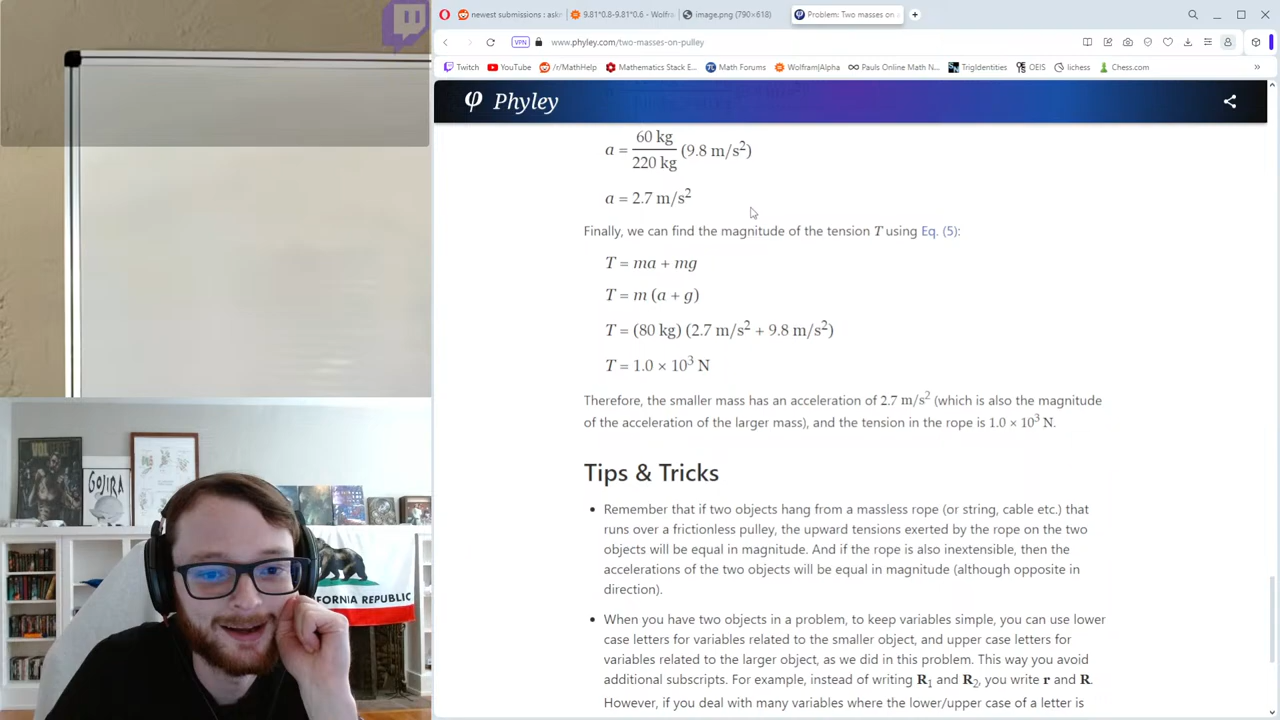 newest submissions : askr
9.81*0.8-9.81*0.6 - Wolfra
image.png (790×618)
Problem: Two masses on
VPN
www.phyley.com/two-masses-on-pulley
Twitch
YouTube
/r/MathHelp
Mathematics Stack E...
Math Forums
Wolfram|Alpha
Pauls Online Math N...
TrigIdentities
OEIS
lichess
Chess.com
»
φ Phyley
a = 60 kg / 220 kg (9.8 m/s²)
a = 2.7 m/s²
Finally, we can find the magnitude of the tension T using Eq. (5):
T = ma + mg
T = m (a + g)
T = (80 kg) (2.7 m/s² + 9.8 m/s²)
T = 1.0 × 10³ N
Therefore, the smaller mass has an acceleration of 2.7 m/s² (which is also the magnitude
of the acceleration of the larger mass), and the tension in the rope is 1.0 × 10³ N.
Tips & Tricks
• Remember that if two objects hang from a massless rope (or string, cable etc.) that
runs over a frictionless pulley, the upward tensions exerted by the rope on the two
objects will be equal in magnitude. And if the rope is also inextensible, then the
accelerations of the two objects will be equal in magnitude (although opposite in
direction).
• When you have two objects in a problem, to keep variables simple, you can use lower
case letters for variables related to the smaller object, and upper case letters for
variables related to the larger object, as we did in this problem. This way you avoid
additional subscripts. For example, instead of writing R₁ and R₂, you write r and R.
However, if you deal with many variables where the lower/upper case of a letter is
GOJIRA
FORNIA REPUBLIC